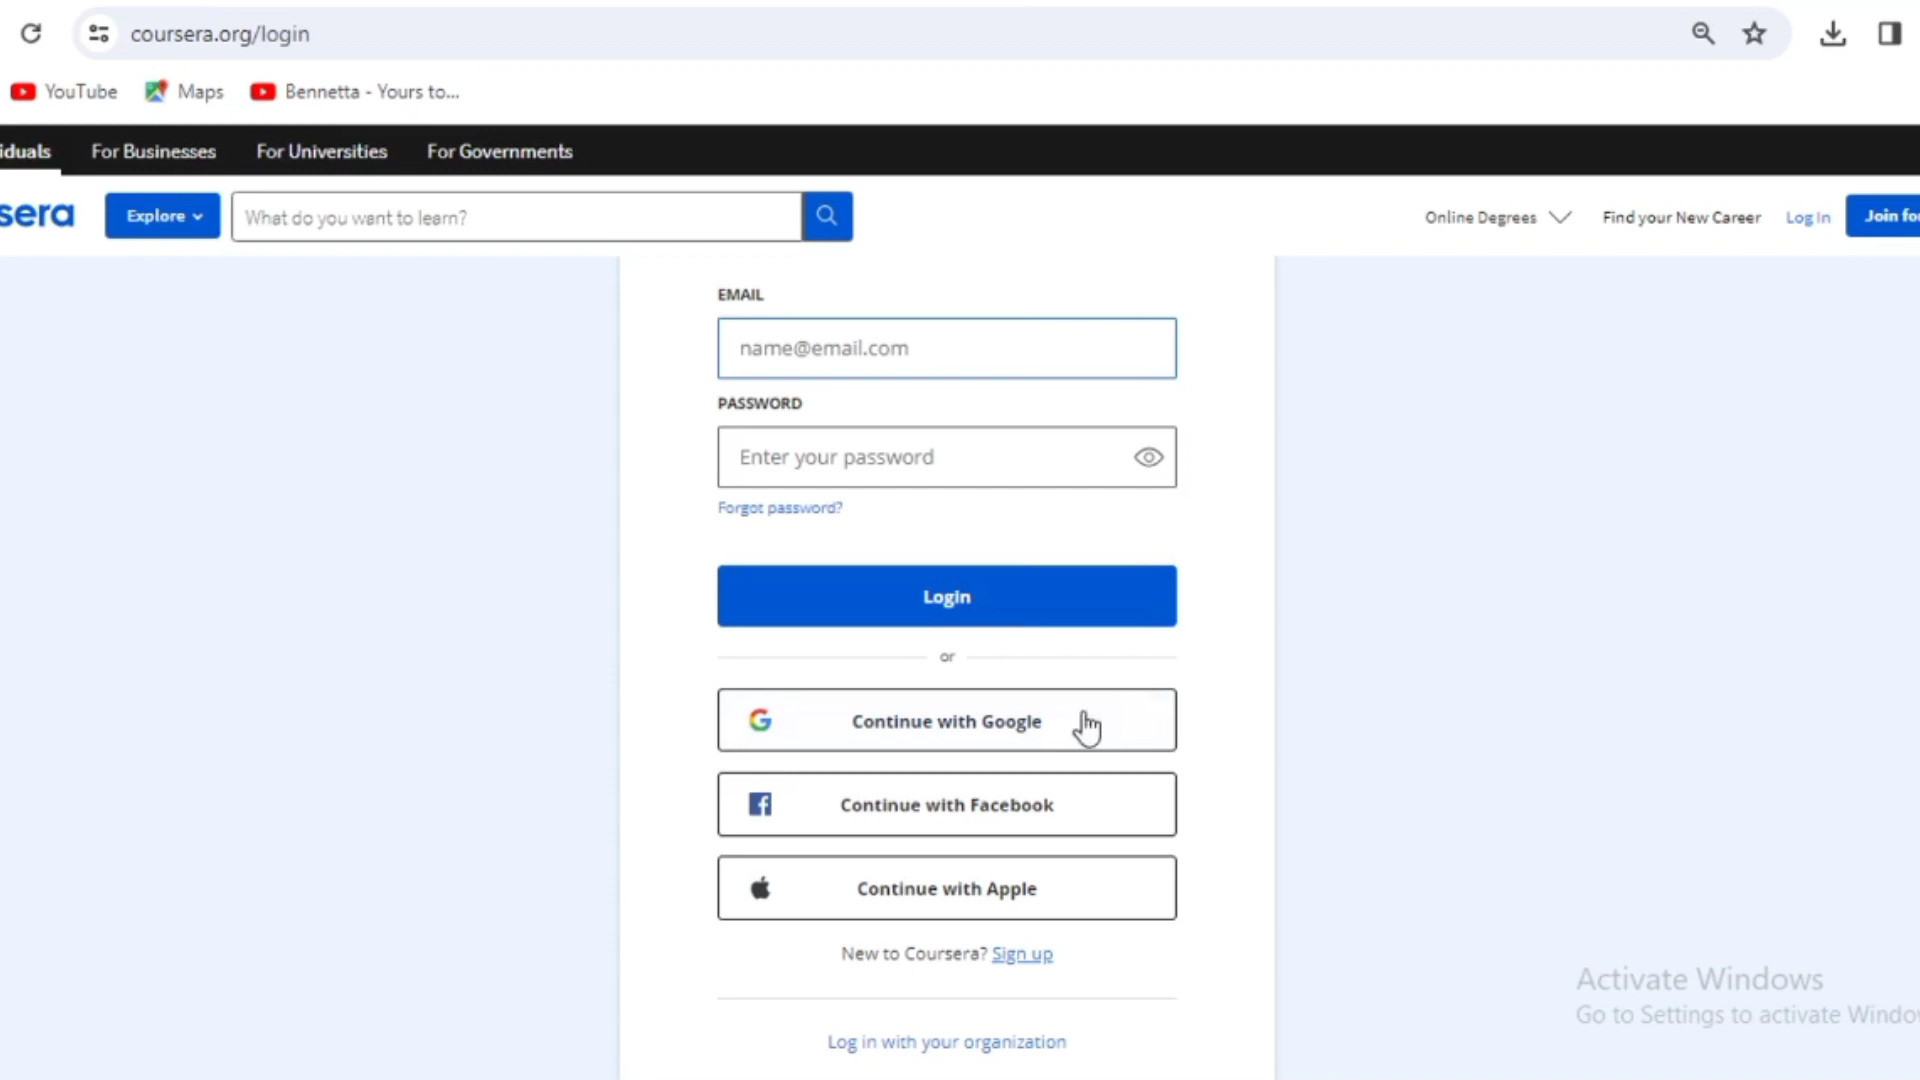 coursera.org/login
YouTube Maps Bennetta - Yours to...
iduals For Businesses For Universities For Governments
sera Explore What do you want to learn? Online Degrees Find your New Career Log In Join fo
EMAIL
name@email.com
PASSWORD
Enter your password
Forgot password?
Login
or
Continue with Google
Continue with Facebook
Continue with Apple
New to Coursera? Sign up
Activate Windows
Go to Settings to activate Windo
Log in with your organization